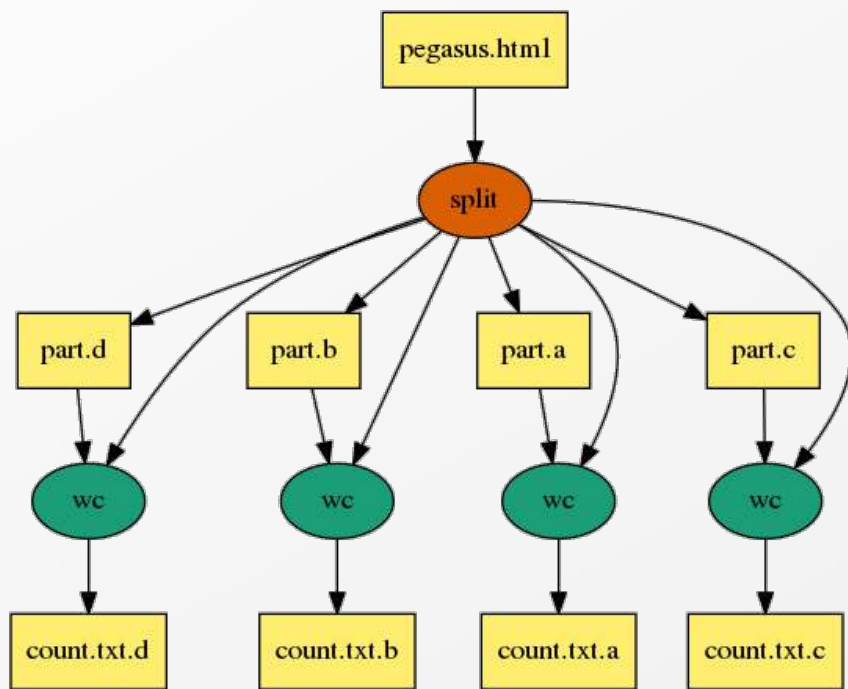 pegasus.html
split
part.d
part.b
part.a
part.c
wc
wc
wc
wc
count.txt.d
count.txt.b
count.txt.a
count.txt.c